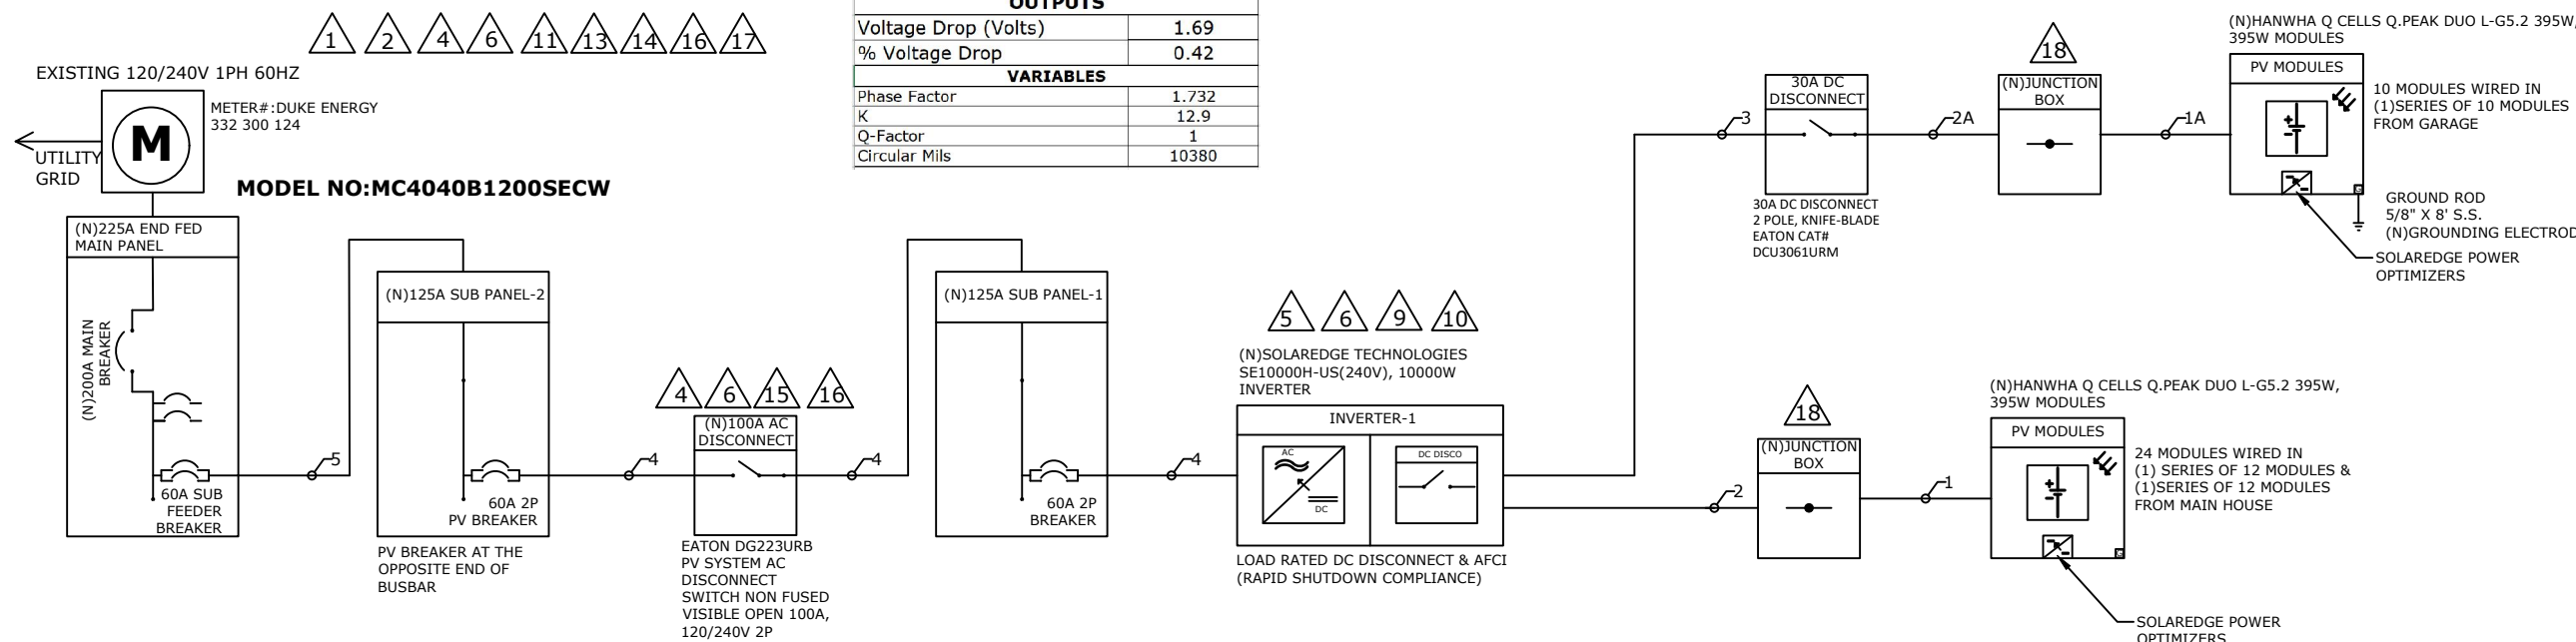 1 2 4 6 11 13 14 16 17
EXISTING 120/240V 1PH 60HZ
M
METER#:DUKE ENERGY
332 300 124
UTILITY
GRID
MODEL NO:MC4040B1200SECW
(N)225A END FED
MAIN PANEL
(N)200A MAIN
BREAKER
60A SUB
FEEDER
BREAKER
5
(N)125A SUB PANEL-2
60A 2P
PV BREAKER
PV BREAKER AT THE
OPPOSITE END OF
BUSBAR
4
4 6 15 16
(N)100A AC
DISCONNECT
EATON DG223URB
PV SYSTEM AC
DISCONNECT
SWITCH NON FUSED
VISIBLE OPEN 100A,
120/240V 2P
4
OUTPUTS
Voltage Drop (Volts) 1.69
% Voltage Drop 0.42
VARIABLES
Phase Factor 1.732
K 12.9
Q-Factor 1
Circular Mils 10380
(N)125A SUB PANEL-1
60A 2P
BREAKER
4
5 6 9 10
(N)SOLAREDGE TECHNOLOGIES
SE10000H-US(240V), 10000W
INVERTER
INVERTER-1
AC
DC
DC DISCO
LOAD RATED DC DISCONNECT & AFCI
(RAPID SHUTDOWN COMPLIANCE)
3
30A DC
DISCONNECT
30A DC DISCONNECT
2 POLE, KNIFE-BLADE
EATON CAT#
DCU3061URM
2A
18
(N)JUNCTION
BOX
1A
(N)HANWHA Q CELLS Q.PEAK DUO L-G5.2 395W,
395W MODULES
PV MODULES
10 MODULES WIRED IN
(1)SERIES OF 10 MODULES
FROM GARAGE
G
GROUND ROD
5/8" X 8' S.S.
(N)GROUNDING ELECTROD
SOLAREDGE POWER
OPTIMIZERS
2
18
(N)JUNCTION
BOX
1
(N)HANWHA Q CELLS Q.PEAK DUO L-G5.2 395W,
395W MODULES
PV MODULES
24 MODULES WIRED IN
(1) SERIES OF 12 MODULES &
(1)SERIES OF 12 MODULES
FROM MAIN HOUSE
G
SOLAREDGE POWER
OPTIMIZERS